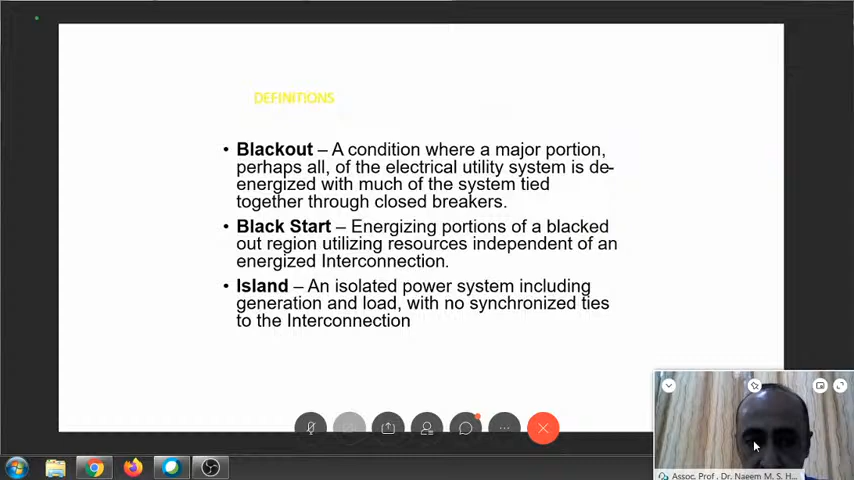 DEFINITIONS
• Blackout – A condition where a major portion,
perhaps all, of the electrical utility system is de-
energized with much of the system tied
together through closed breakers.
• Black Start – Energizing portions of a blacked
out region utilizing resources independent of an
energized Interconnection.
• Island – An isolated power system including
generation and load, with no synchronized ties
to the Interconnection
Assoc. Prof . Dr. Naeem M. S. H...